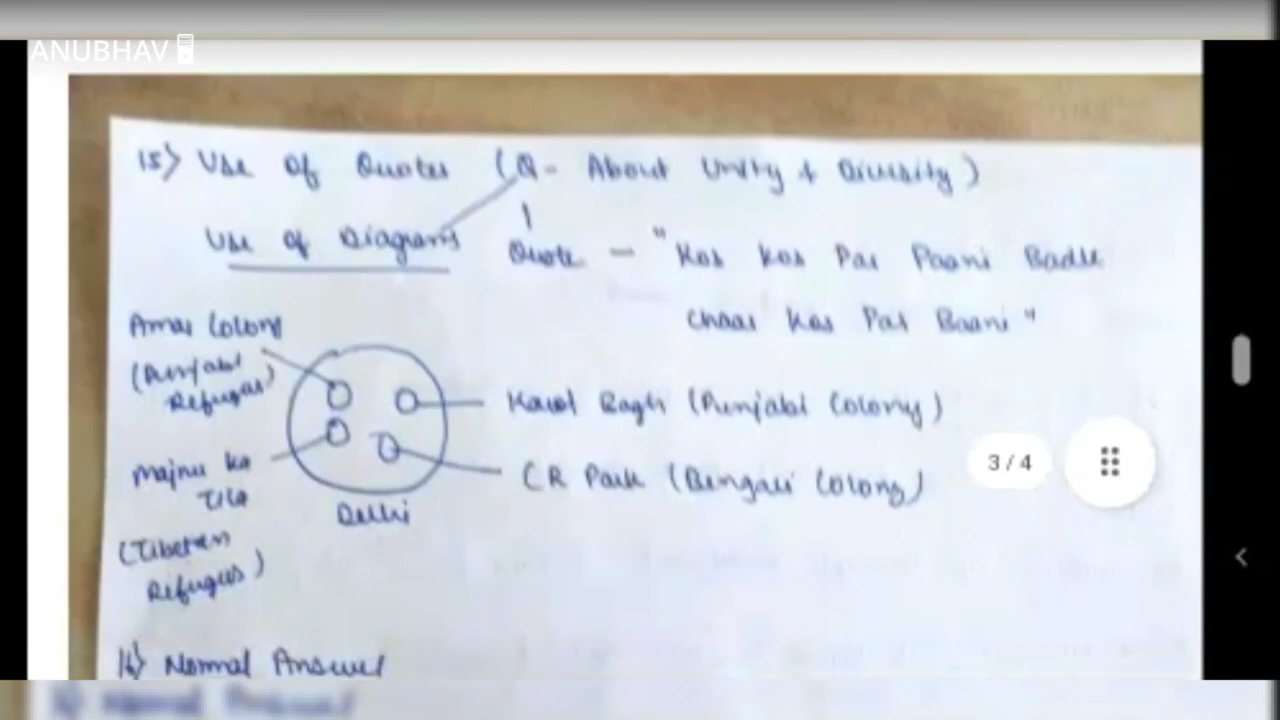 ANUBHAV
15) Use of Quotes (Q- About Unity & Diversity)
Use of Diagrams
Quote - "Kos kos Par Paani Badle
Chaar kos Par Baani"
Amar Colony
(Punjabi
Refugees)
Karol Bagh (Punjabi Colony)
Majnu ka
Tila
(Tibetan
Refugees)
CR Park (Bengali Colony)
Delhi
3 / 4
16) Normal Answer